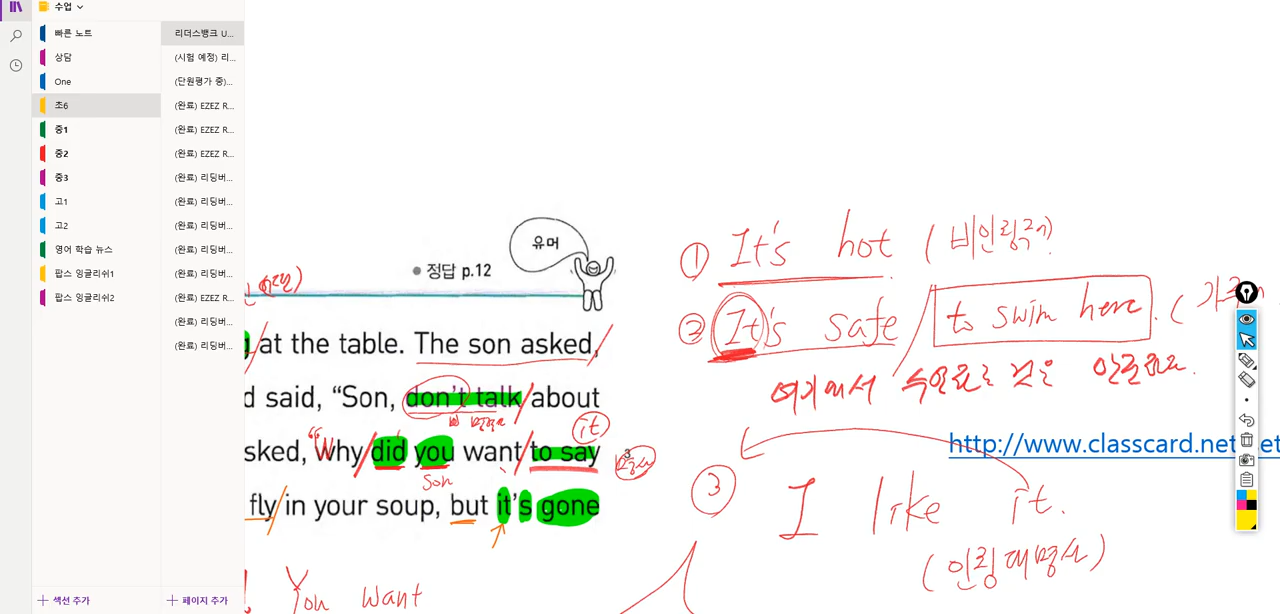 수업
빠른 노트
상담
One
초6
중1
중2
중3
고1
고2
영어 학습 뉴스
팝스 잉글리쉬1
팝스 잉글리쉬2
섹션 추가
리더스뱅크 U...
(시험 예정) 리...
(단원평가 중)...
(완료) EZEZ R...
(완료) EZEZ R...
(완료) EZEZ R...
(완료) 리딩버...
(완료) 리딩버...
(완료) 리딩버...
(완료) 리딩버...
(완료) 리딩버...
(완료) EZEZ R...
(완료) 리딩버...
(완료) 리딩버...
페이지 추가
유머
정답 p.12
at the table. The son asked,
d said, “Son, don't talk about
it
sked, “Why did you want to say
son
fly in your soup, but it's gone
You want
① It's hot (비인칭주어)
② It's safe to swim here. (
여기에서 수영하는 것은 안전하다.
http://www.classcard.net
③ I like it.
(인칭대명사)